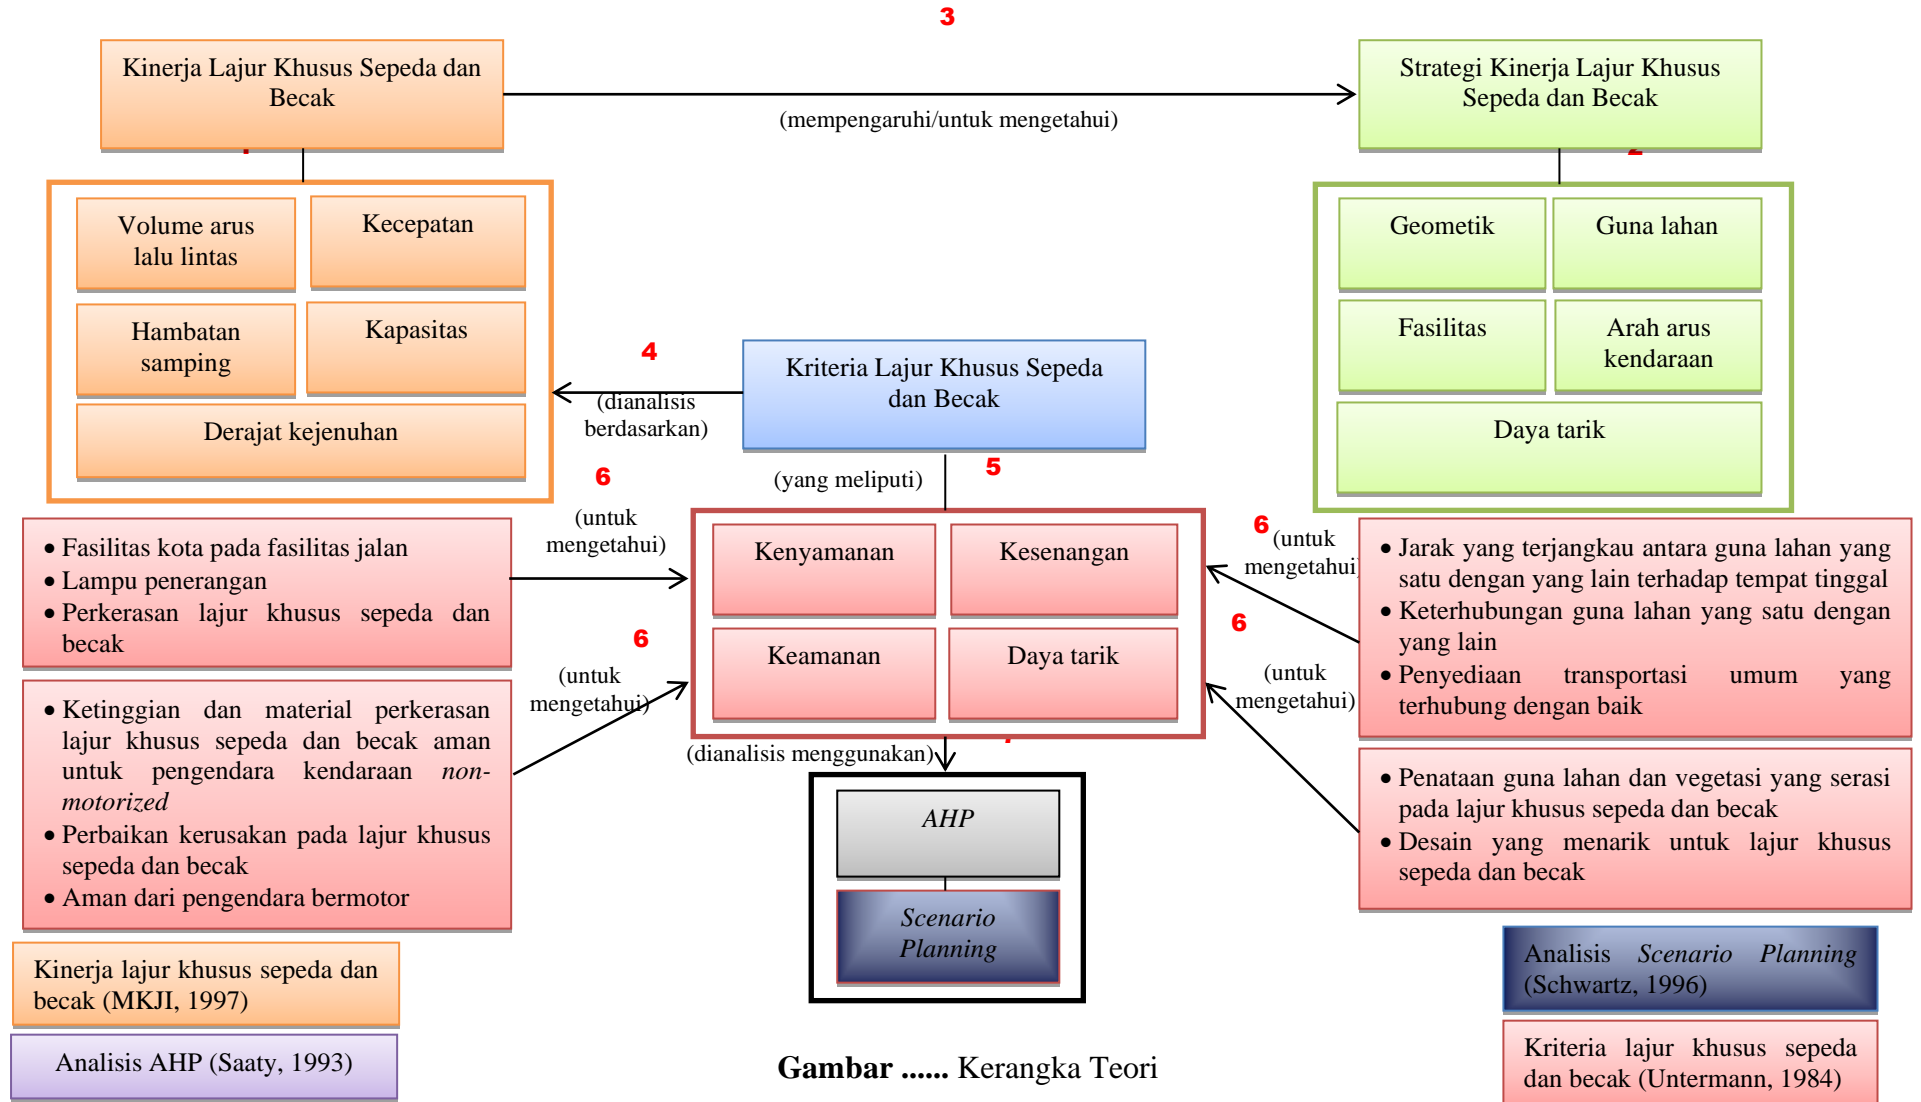 3
Kinerja Lajur Khusus Sepeda dan
Becak
(mempengaruhi/untuk mengetahui)
Strategi Kinerja Lajur Khusus
Sepeda dan Becak
2
Volume arus
lalu lintas
Kecepatan
Hambatan
samping
Kapasitas
Derajat kejenuhan
Geometik
Guna lahan
Fasilitas
Arah arus
kendaraan
Daya tarik
4
(dianalisis
berdasarkan)
Kriteria Lajur Khusus Sepeda
dan Becak
5
(yang meliputi)
6
(untuk
mengetahui)
• Fasilitas kota pada fasilitas jalan
• Lampu penerangan
• Perkerasan lajur khusus sepeda dan
becak
6
(untuk
mengetahui)
• Ketinggian dan material perkerasan
lajur khusus sepeda dan becak aman
untuk pengendara kendaraan non-
motorized
• Perbaikan kerusakan pada lajur khusus
sepeda dan becak
• Aman dari pengendara bermotor
Kenyamanan
Kesenangan
Keamanan
Daya tarik
6
(untuk
mengetahui)
• Jarak yang terjangkau antara guna lahan yang
satu dengan yang lain terhadap tempat tinggal
• Keterhubungan guna lahan yang satu dengan
yang lain
• Penyediaan transportasi umum yang
terhubung dengan baik
6
(untuk
mengetahui)
• Penataan guna lahan dan vegetasi yang serasi
pada lajur khusus sepeda dan becak
• Desain yang menarik untuk lajur khusus
sepeda dan becak
(dianalisis menggunakan)
AHP
Scenario
Planning
Kinerja lajur khusus sepeda dan
becak (MKJI, 1997)
Analisis AHP (Saaty, 1993)
Analisis Scenario Planning
(Schwartz, 1996)
Kriteria lajur khusus sepeda
dan becak (Untermann, 1984)
Gambar ...... Kerangka Teori